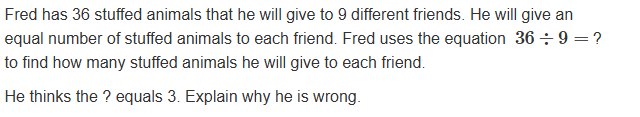 Fred has 36 stuffed animals that he will give to 9 different friends. He will give an
equal number of stuffed animals to each friend. Fred uses the equation 36 ÷ 9 = ?
to find how many stuffed animals he will give to each friend.
He thinks the ? equals 3. Explain why he is wrong.